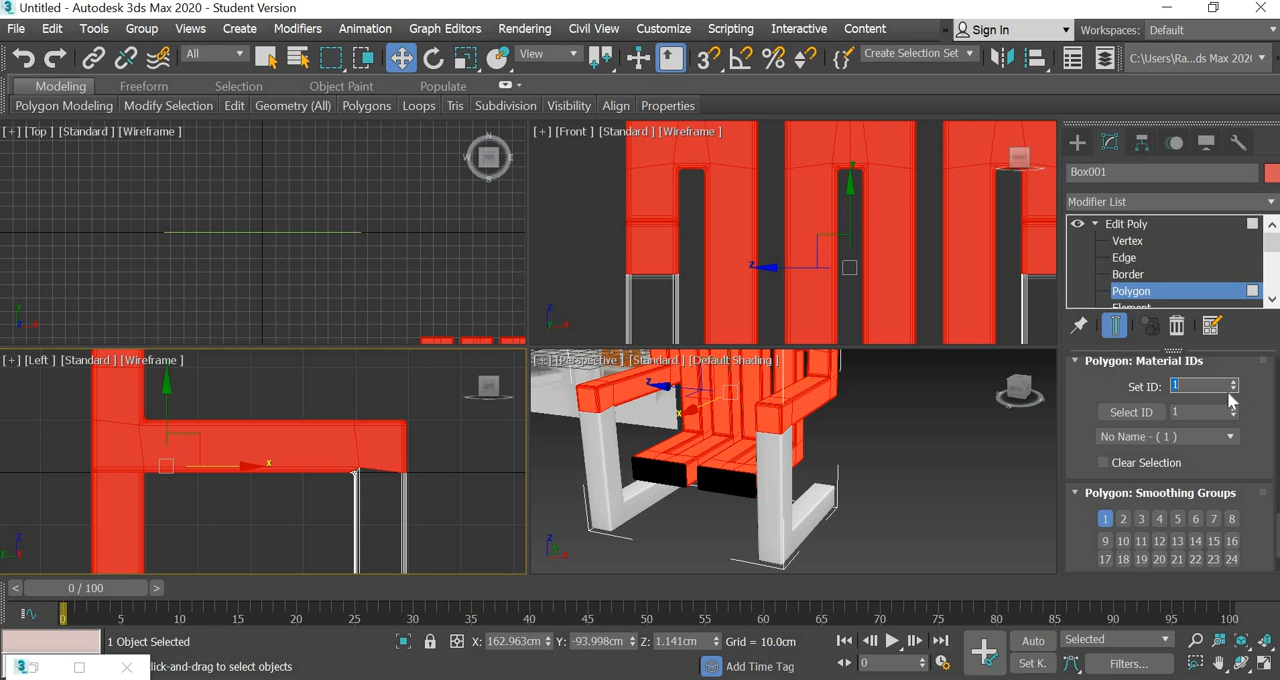 Untitled - Autodesk 3ds Max 2020 - Student Version
File Edit Tools Group Views Create Modifiers Animation Graph Editors Rendering Civil View Customize Scripting Interactive Content » Sign In Workspaces: Default
All View Create Selection Set C:\Users\Ra...ds Max 202(
Modeling Freeform Selection Object Paint Populate
Polygon Modeling Modify Selection Edit Geometry (All) Polygons Loops Tris Subdivision Visibility Align Properties
[+] [Top ] [Standard ] [Wireframe ]
[+] [Front ] [Standard ] [Wireframe ]
Box001
Modifier List
Edit Poly
Vertex
Edge
Border
Polygon
Element
[+] [Left ] [Standard ] [Wireframe ]
[+] [Perspective ] [Standard ] [Default Shading ]
Polygon: Material IDs
Set ID: 1
Select ID 1
No Name - ( 1 )
Clear Selection
Polygon: Smoothing Groups
1 2 3 4 5 6 7 8
9 10 11 12 13 14 15 16
17 18 19 20 21 22 23 24
< 0 / 100 >
0 5 10 15 20 25 30 35 40 45 50 55 60 65 70 75 80 85 90 95 100
1 Object Selected X: 162.963cm Y: -93.998cm Z: 1.141cm Grid = 10.0cm Auto Selected
lick-and-drag to select objects Add Time Tag 0 Set K. Filters...